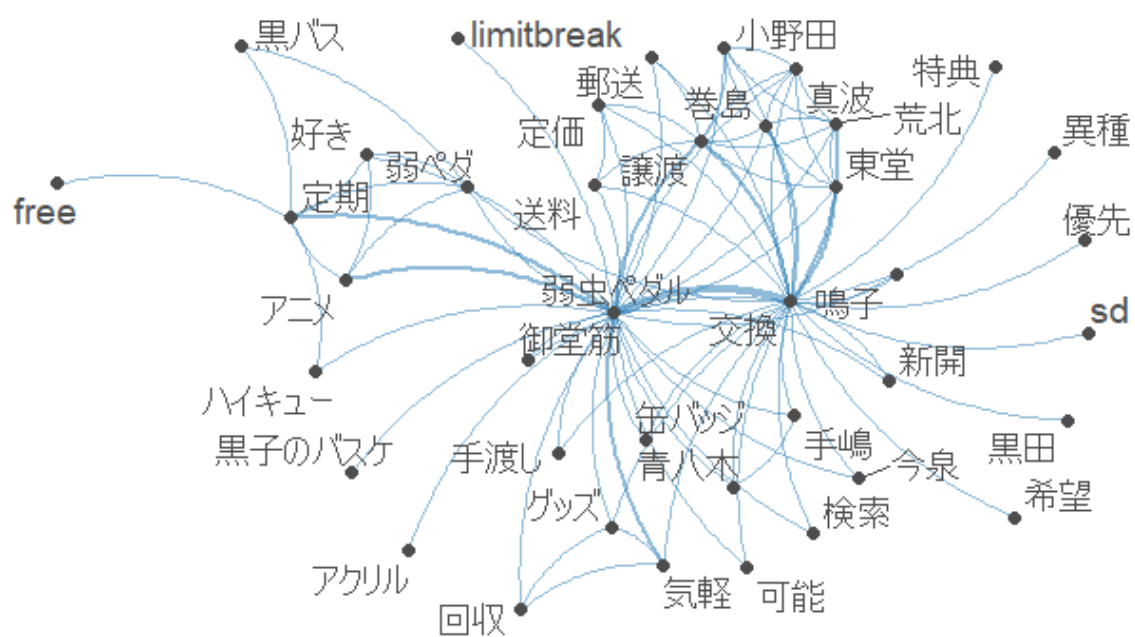 黒バス
limitbreak
小野田
郵送
巻島
真波
特典
定価
荒北
好き
弱ペダ
譲渡
東堂
異種
定期
free
送料
優先
アニメ
弱虫ペダル
鳴子
sd
御堂筋
交換
新開
ハイキュー
缶バッジ
黒子のバスケ
手渡し
青八木
手嶋
今泉
黒田
希望
グッズ
検索
アクリル
回収
気軽
可能